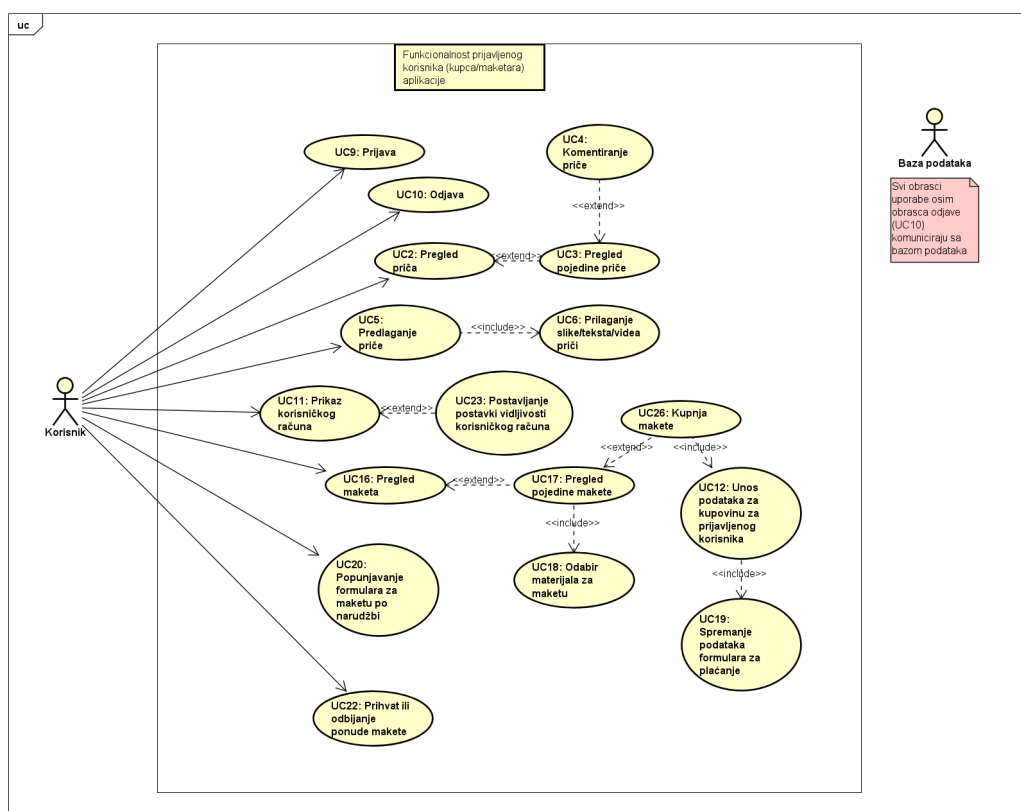 uc
Funkcionalnost prijavljenog
korisnika (kupca/maketara)
aplikacije
UC9: Prijava
UC4:
Komentiranje
priče
UC10: Odjava
<<extend>>
UC2: Pregled
priča
<<extend>>
UC3: Pregled
pojedine priče
UC5:
Predlaganje
priče
<<include>>
UC6: Prilaganje
slike/teksta/videa
priči
Baza podataka
Svi obrasci
uporabe osim
obrasca odjave
(UC10)
komuniciraju sa
bazom podataka
Korisnik
UC11: Prikaz
korisničkog
računa
<<extend>>
UC23: Postavljanje
postavki vidljivosti
korisničkog računa
UC26: Kupnja
makete
<<extend>>
<<include>>
UC16: Pregled
maketa
<<extend>>
UC17: Pregled
pojedine makete
UC12: Unos
podataka za
kupovinu za
prijavljenog
korisnika
<<include>>
UC18: Odabir
materijala za
maketu
<<include>>
UC20:
Popunjavanje
formulara za
maketu po
narudžbi
UC19:
Spremanje
podataka
formulara za
plaćanje
UC22: Prihvat ili
odbijanje
ponude makete